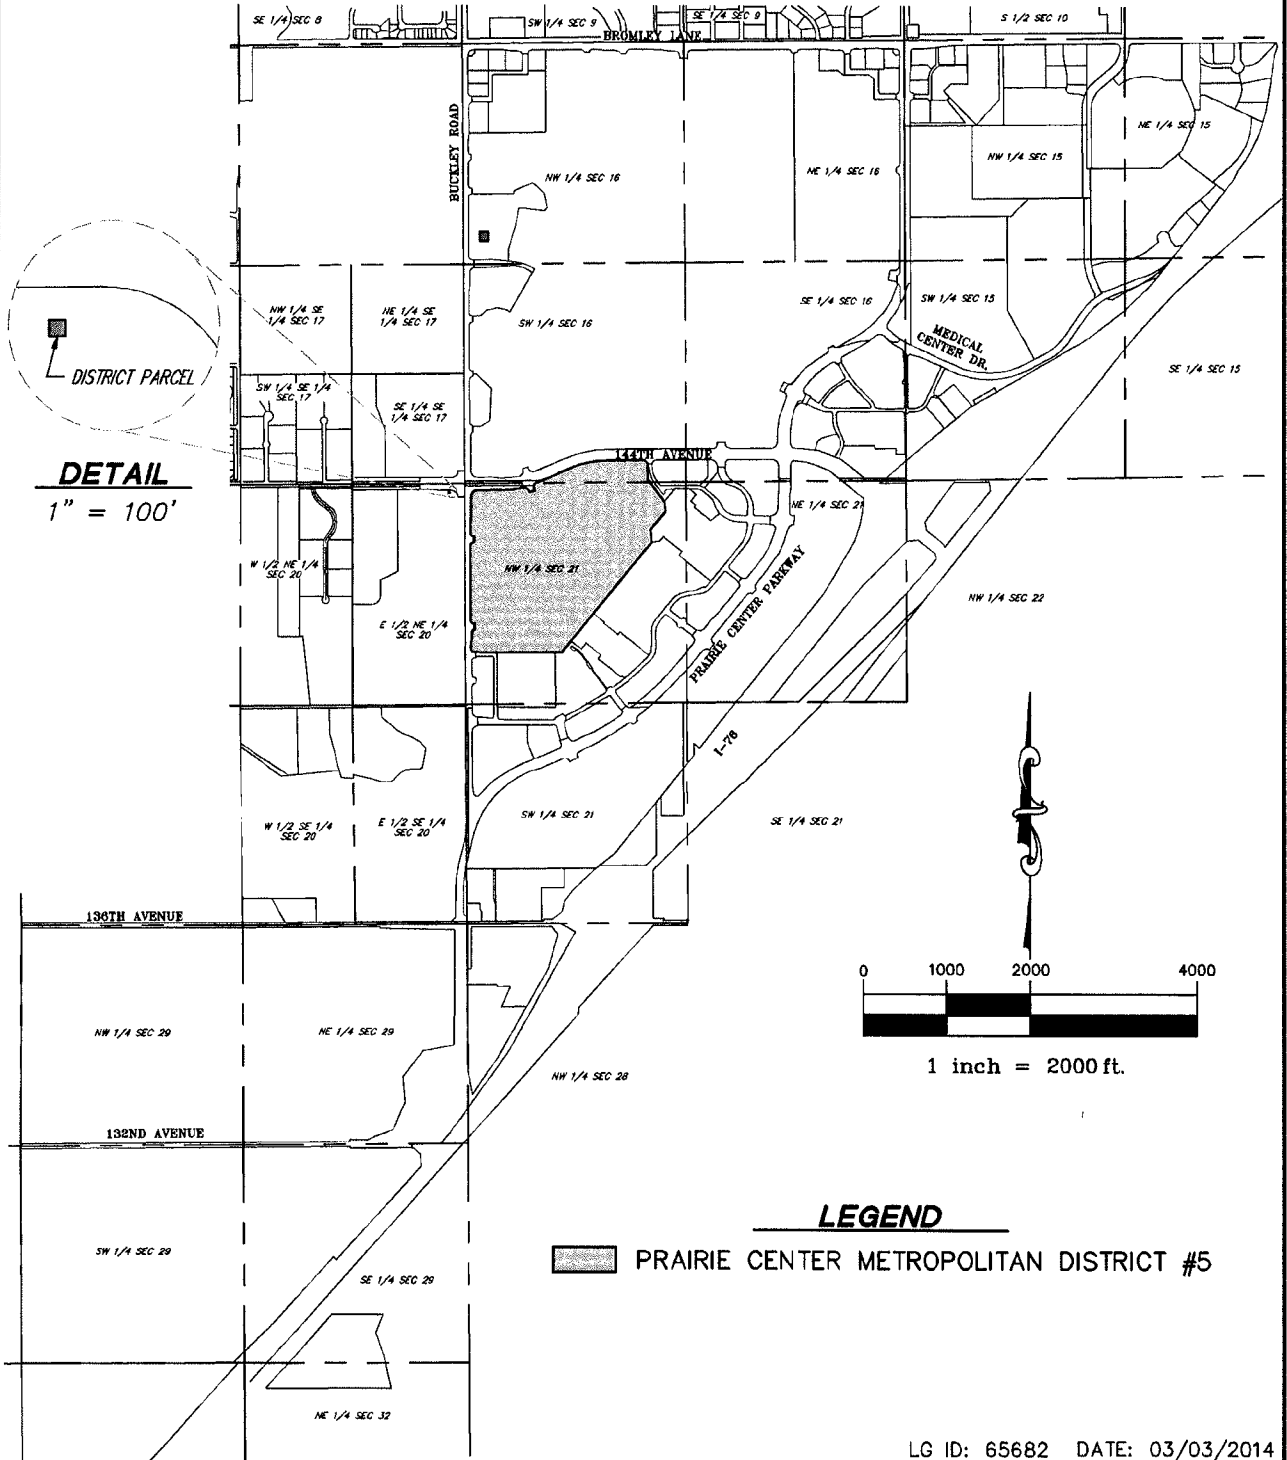 SE 1/4 SEC 8
SW 1/4 SEC 9
SE 1/4 SEC 9
S 1/2 SEC 10
BROMLEY LANE
BUCKLEY ROAD
NE 1/4 SEC 15
NW 1/4 SEC 15
NW 1/4 SEC 16
NE 1/4 SEC 16
NW 1/4 SE
1/4 SEC 17
NE 1/4 SE
1/4 SEC 17
SW 1/4 SEC 16
SE 1/4 SEC 16
SW 1/4 SEC 15
MEDICAL
CENTER DR.
SE 1/4 SEC 15
DISTRICT PARCEL
SW 1/4 SE 1/4
SEC 17
SE 1/4 SE
1/4 SEC 17
DETAIL
1" = 100'
144TH AVENUE
NE 1/4 SEC 21
W 1/2 NE 1/4
SEC 20
NW 1/4 SEC 21
NW 1/4 SEC 22
E 1/2 NE 1/4
SEC 20
PRAIRIE CENTER PARKWAY
I-76
W 1/2 SE 1/4
SEC 20
E 1/2 SE 1/4
SEC 20
SW 1/4 SEC 21
SE 1/4 SEC 21
136TH AVENUE
0 1000 2000 4000
1 inch = 2000 ft.
NW 1/4 SEC 29
NE 1/4 SEC 29
NW 1/4 SEC 28
132ND AVENUE
SW 1/4 SEC 29
SE 1/4 SEC 29
LEGEND
PRAIRIE CENTER METROPOLITAN DISTRICT #5
NE 1/4 SEC 32
LG ID: 65682 DATE: 03/03/2014